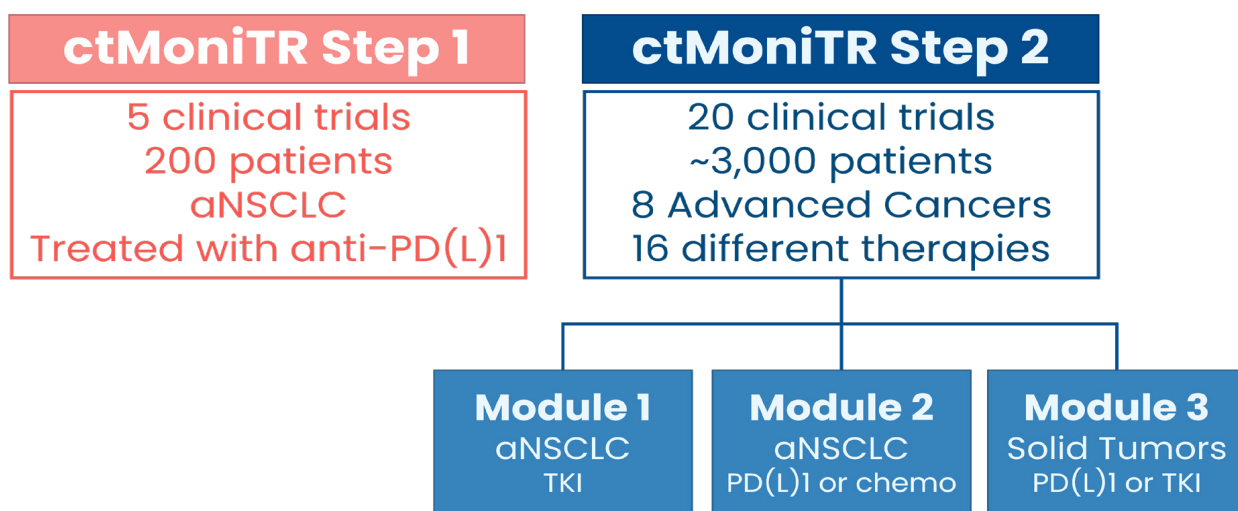 ctMoniTR Step 1
5 clinical trials
200 patients
aNSCLC
Treated with anti-PD(L)1
ctMoniTR Step 2
20 clinical trials
~3,000 patients
8 Advanced Cancers
16 different therapies
Module 1
aNSCLC
TKI
Module 2
aNSCLC
PD(L)1 or chemo
Module 3
Solid Tumors
PD(L)1 or TKI